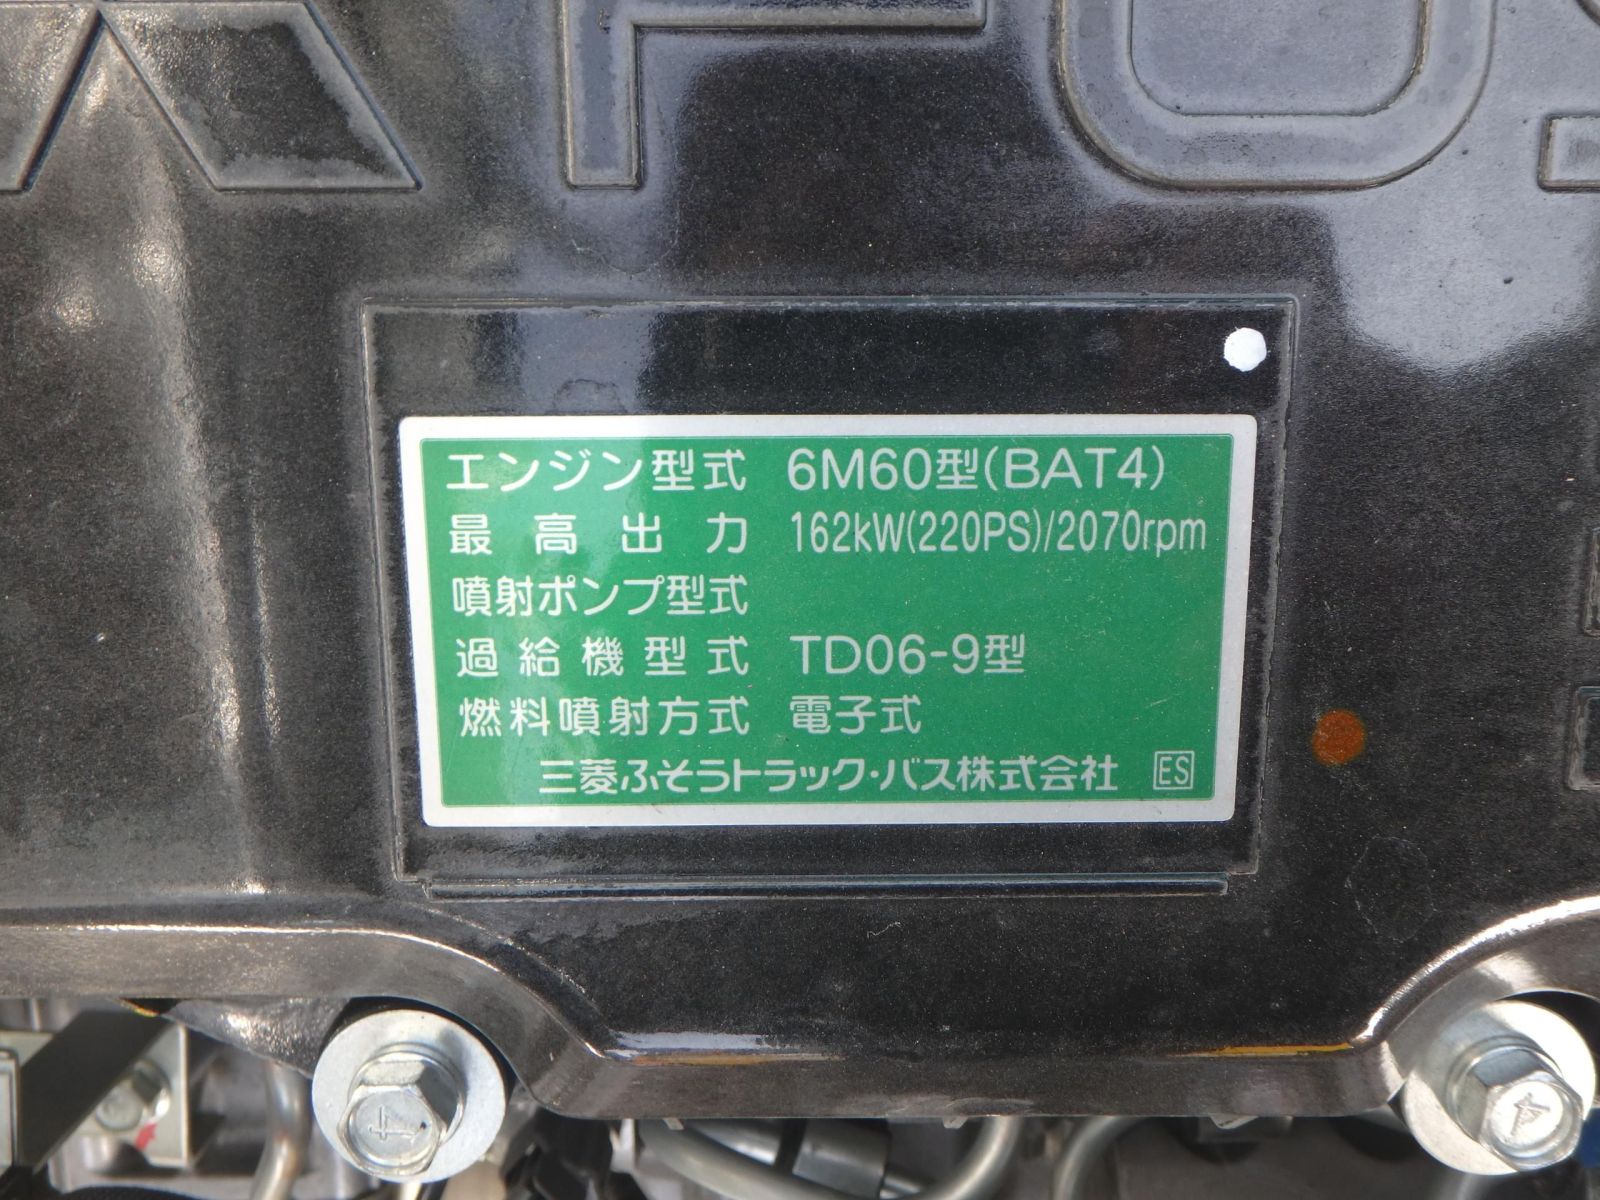 エンジン型式 6M60型(BAT4)
最高出力 162kW(220PS)/2070rpm
噴射ポンプ型式
過給機型式 TD06-9型
燃料噴射方式 電子式
三菱ふそうトラック・バス株式会社 ES
4
4